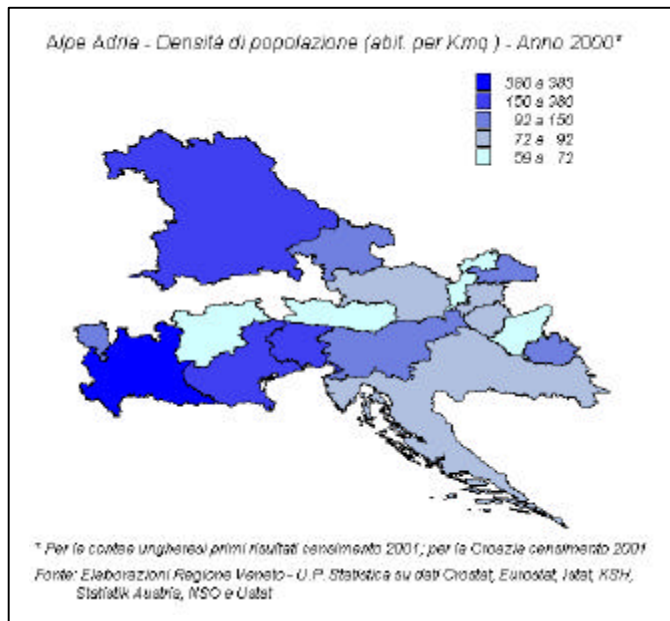 Alpe Adria - Densità di popolazione (abit. per Kmq ) - Anno 2000*
380 a 385
150 a 380
92 a 150
72 a 92
59 a 72
* Per le contee ungheresi primi risultati censimento 2001; per la Croazia censimento 2001
Fonte: Elaborazioni Regione Veneto - U.P. Statistica su dati Crostat, Eurostat, Istat, KSH,
Statistik Austria, NSO e Ustat